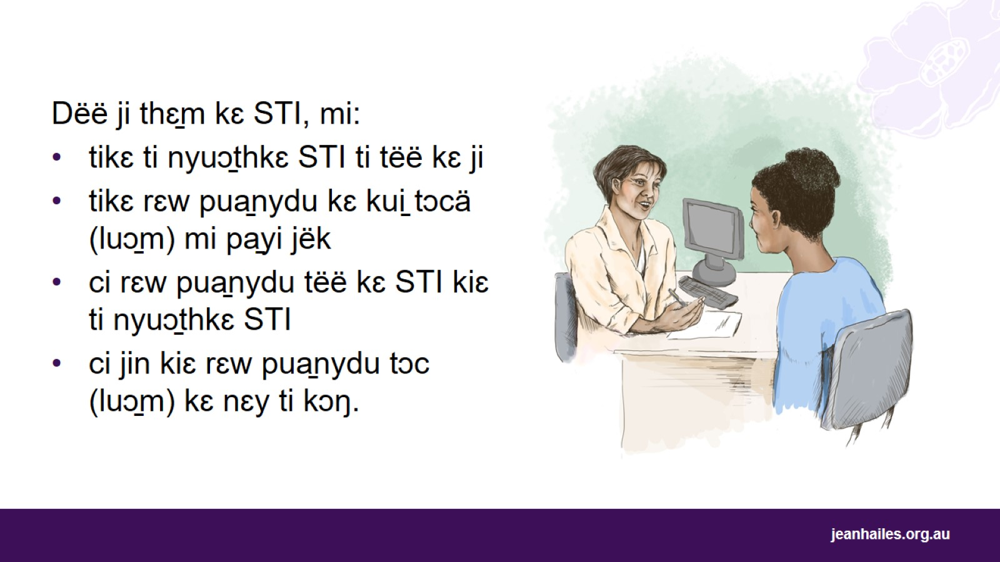 Dëë ji thɛ̱m kɛ STI, mi:
• tikɛ ti nyuɔ̱thkɛ STI ti tëë kɛ ji
• tikɛ rɛw pua̱nydu kɛ kui̱ tɔcä
(luɔ̱m) mi pa̱yi jëk
• ci rɛw pua̱nydu tëë kɛ STI kiɛ
ti nyuɔ̱thkɛ STI
• ci jin kiɛ rɛw pua̱nydu tɔc
(luɔ̱m) kɛ nɛy ti kɔŋ.
jeanhailes.org.au